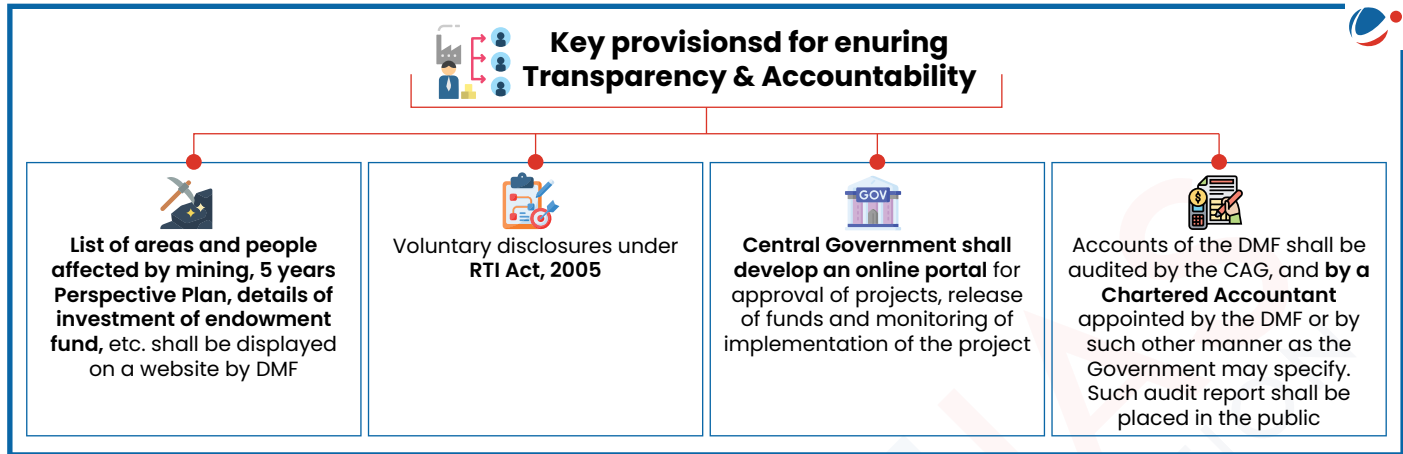 Key provisionsd for enuring
Transparency & Accountability
List of areas and people
affected by mining, 5 years
Perspective Plan, details of
investment of endowment
fund, etc. shall be displayed
on a website by DMF
Voluntary disclosures under
RTI Act, 2005
GOV
Central Government shall
develop an online portal for
approval of projects, release
of funds and monitoring of
implementation of the project
Accounts of the DMF shall be
audited by the CAG, and by a
Chartered Accountant
appointed by the DMF or by
such other manner as the
Government may specify.
Such audit report shall be
placed in the public